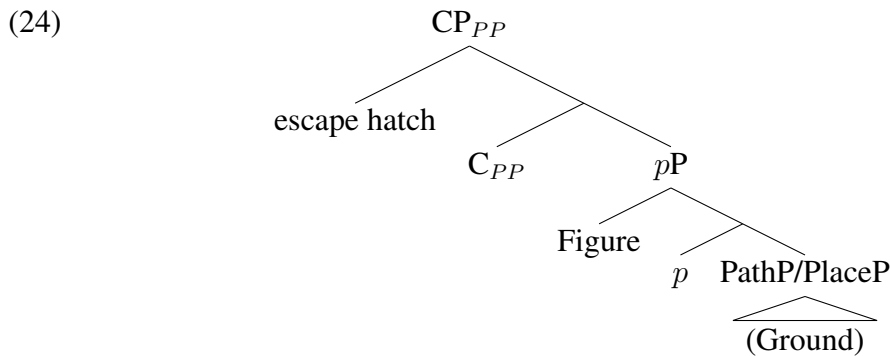 (24) CP_PP
escape hatch
C_PP pP
Figure
p PathP/PlaceP
(Ground)